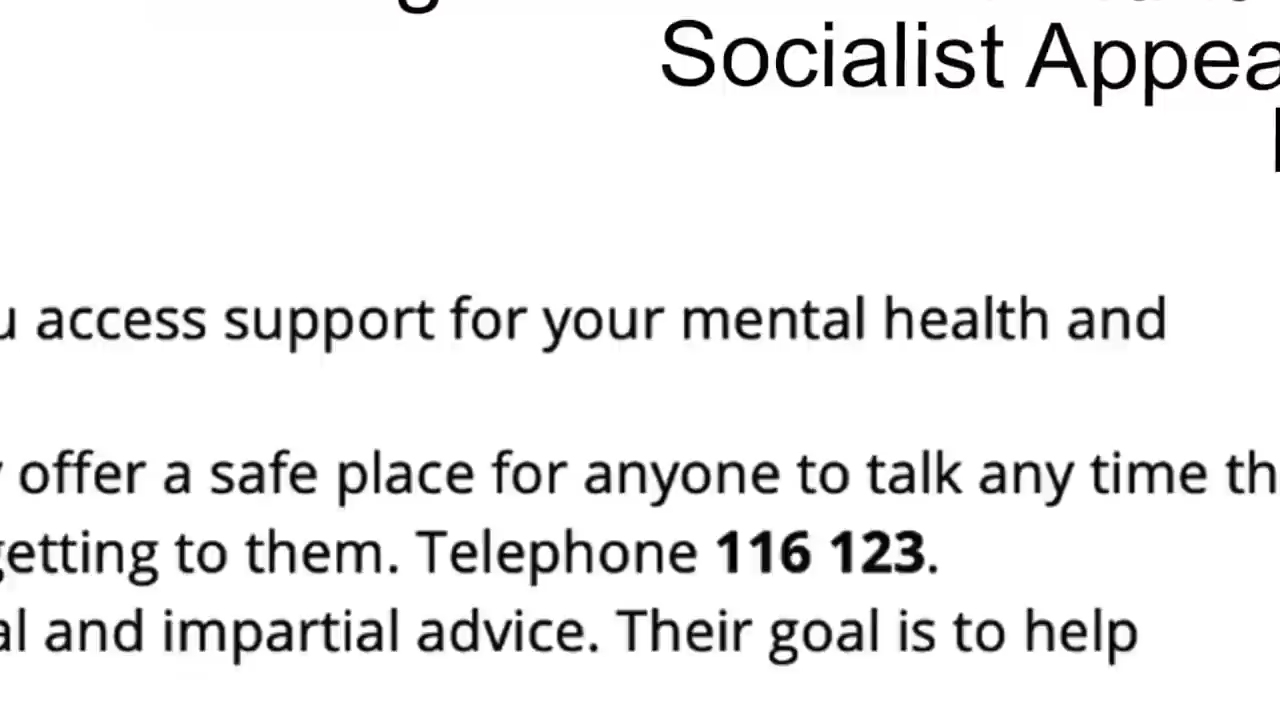 Socialist Appea
u access support for your mental health and
offer a safe place for anyone to talk any time th
getting to them. Telephone 116 123.
al and impartial advice. Their goal is to help